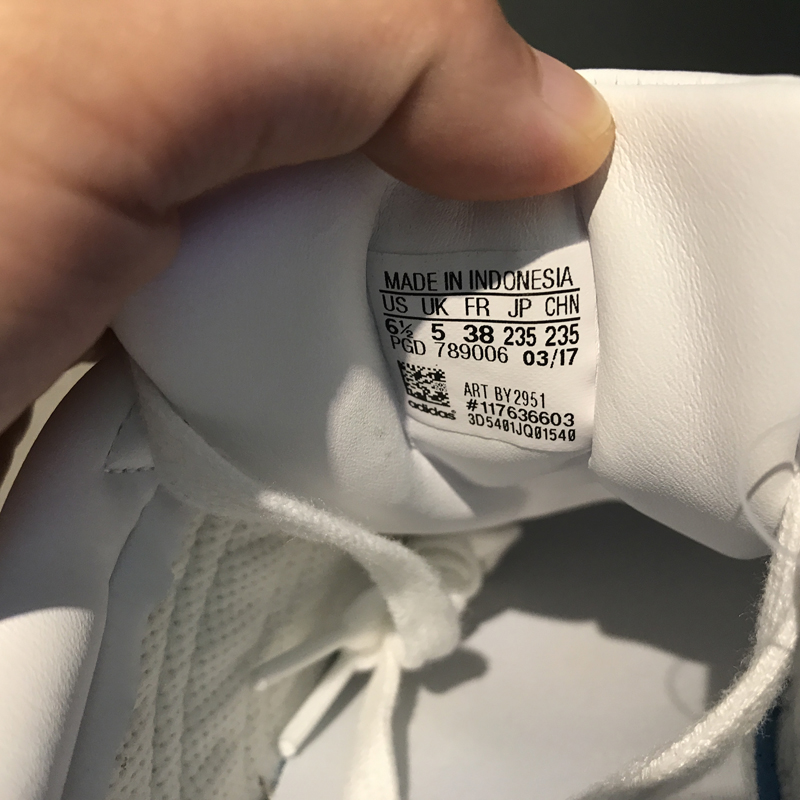 MADE IN INDONESIA
US UK FR JP CHN
6½ 5 38 235 235
PGD 789006 03/17
ART BY2951
#117636603
adidas
3D5401JQ01540